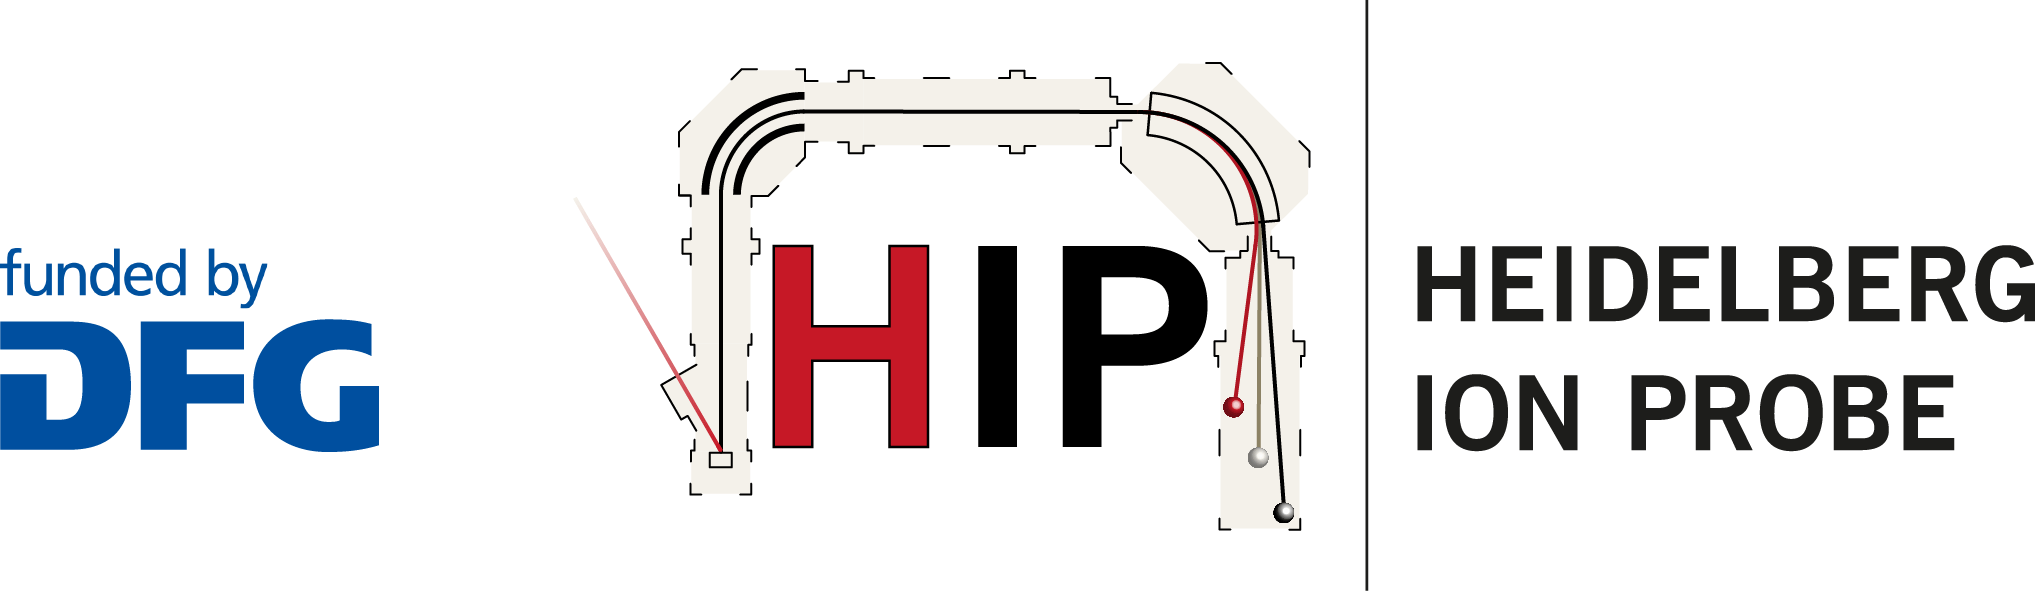 funded by
DFG
HIP
HEIDELBERG
ION PROBE